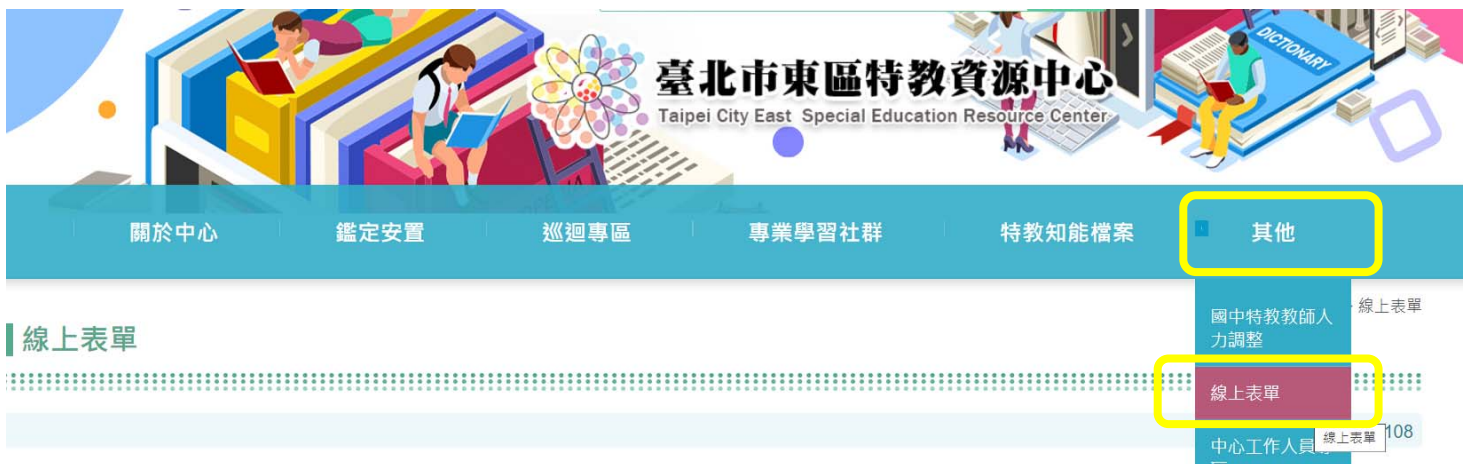 DICTIONARY
臺北市東區特教資源中心
Taipei City East Special Education Resource Center
關於中心
鑑定安置
巡迴專區
專業學習社群
特教知能檔案
其他
線上表單
國中特教教師人
力調整
線上表單
線上表單
108
中心工作人員
線上表單